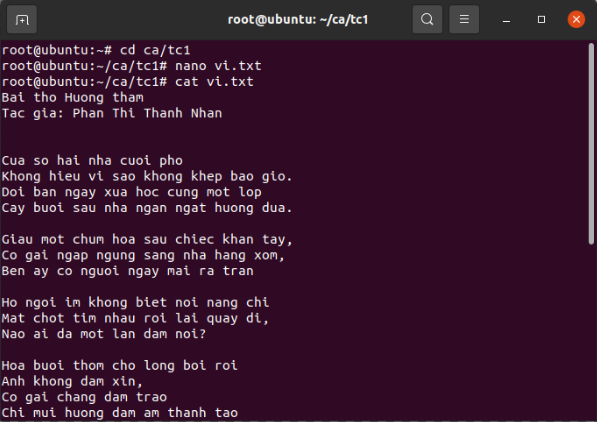 root@ubuntu: ~/ca/tc1
root@ubuntu:~# cd ca/tc1
root@ubuntu:~/ca/tc1# nano vi.txt
root@ubuntu:~/ca/tc1# cat vi.txt
Bai tho Huong tham
Tac gia: Phan Thi Thanh Nhan
Cua so hai nha cuoi pho
Khong hieu vi sao khong khep bao gio.
Doi ban ngay xua hoc cung mot lop
Cay buoi sau nha ngan ngat huong dua.
Giau mot chum hoa sau chiec khan tay,
Co gai ngap ngung sang nha hang xom,
Ben ay co nguoi ngay mai ra tran
Ho ngoi im khong biet noi nang chi
Mat chot tim nhau roi lai quay di,
Nao ai da mot lan dam noi?
Hoa buoi thom cho long boi roi
Anh khong dam xin,
Co gai chang dam trao
Chi mui huong dam am thanh tao